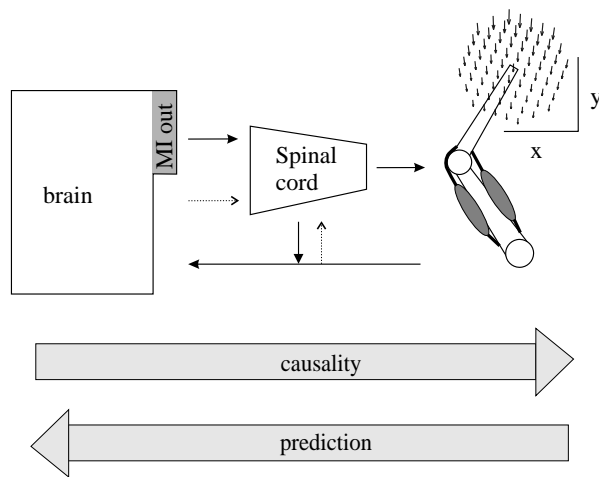 brain
MI out
Spinal
cord
y
x
causality
prediction